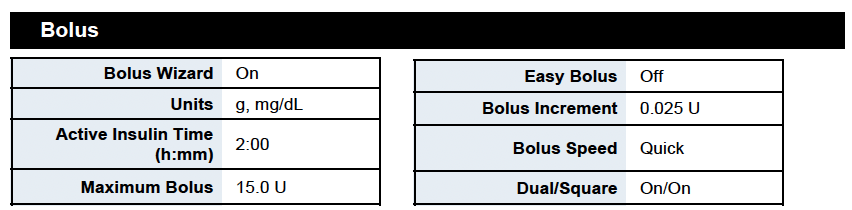 Bolus
Bolus Wizard On
Units g, mg/dL
Active Insulin Time
(h:mm) 2:00
Maximum Bolus 15.0 U
Easy Bolus Off
Bolus Increment 0.025 U
Bolus Speed Quick
Dual/Square On/On